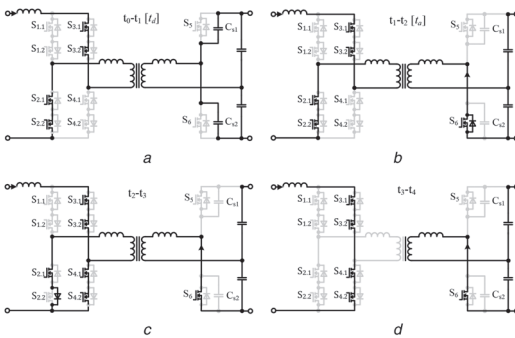 t0-t1 [td]
S1.1
S3.1
S5
Cs1
S1.2
S3.2
S2.1
S4.1
S6
Cs2
S2.2
S4.2
a
t1-t2 [ta]
S1.1
S3.1
S5
Cs1
S1.2
S3.2
S2.1
S4.1
S6
Cs2
S2.2
S4.2
b
t2-t3
S1.1
S3.1
S5
Cs1
S1.2
S3.2
S2.1
S4.1
S2.2
S4.2
S6
Cs2
c
t3-t4
S1.1
S3.1
S5
Cs1
S1.2
S3.2
S2.1
S4.1
S2.2
S4.2
S6
Cs2
d